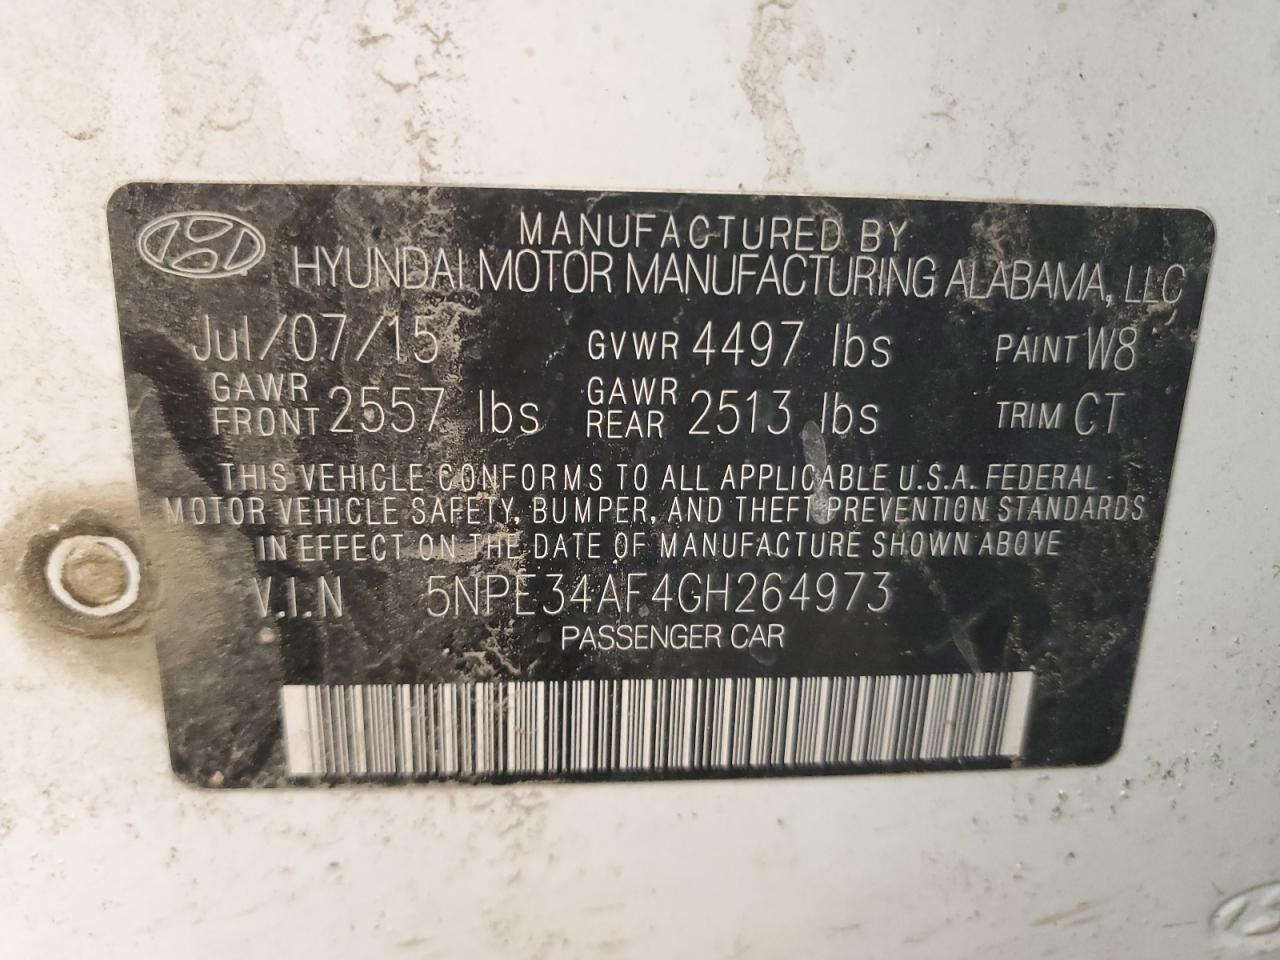 MANUFACTURED BY
HYUNDAI MOTOR MANUFACTURING ALABAMA, LLC
Jul/07/15 GVWR 4497 lbs PAINT W8
GAWR FRONT 2557 lbs GAWR REAR 2513 lbs TRIM CT
THIS VEHICLE CONFORMS TO ALL APPLICABLE U.S.A. FEDERAL
MOTOR VEHICLE SAFETY, BUMPER, AND THEFT PREVENTION STANDARDS
IN EFFECT ON THE DATE OF MANUFACTURE SHOWN ABOVE
V.I.N 5NPE34AF4GH264973
PASSENGER CAR